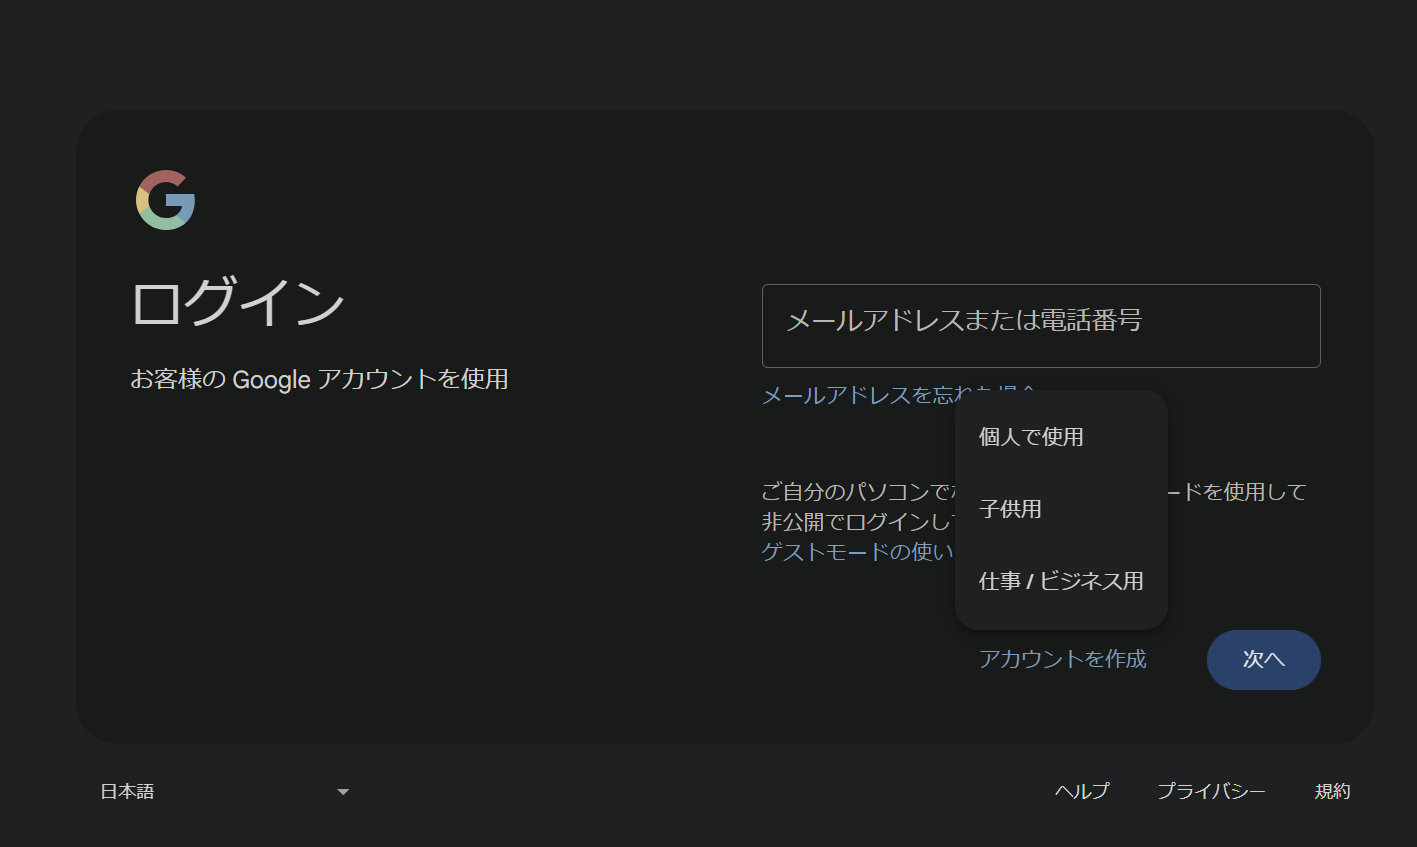 ログイン
お客様の Google アカウントを使用
メールアドレスまたは電話番号
メールアドレスを忘れた場合
個人で使用
子供用
仕事 / ビジネス用
ご自分のパソコンで
ードを使用して
非公開でログインし
ゲストモードの使い
アカウントを作成
次へ
日本語
ヘルプ
プライバシー
規約